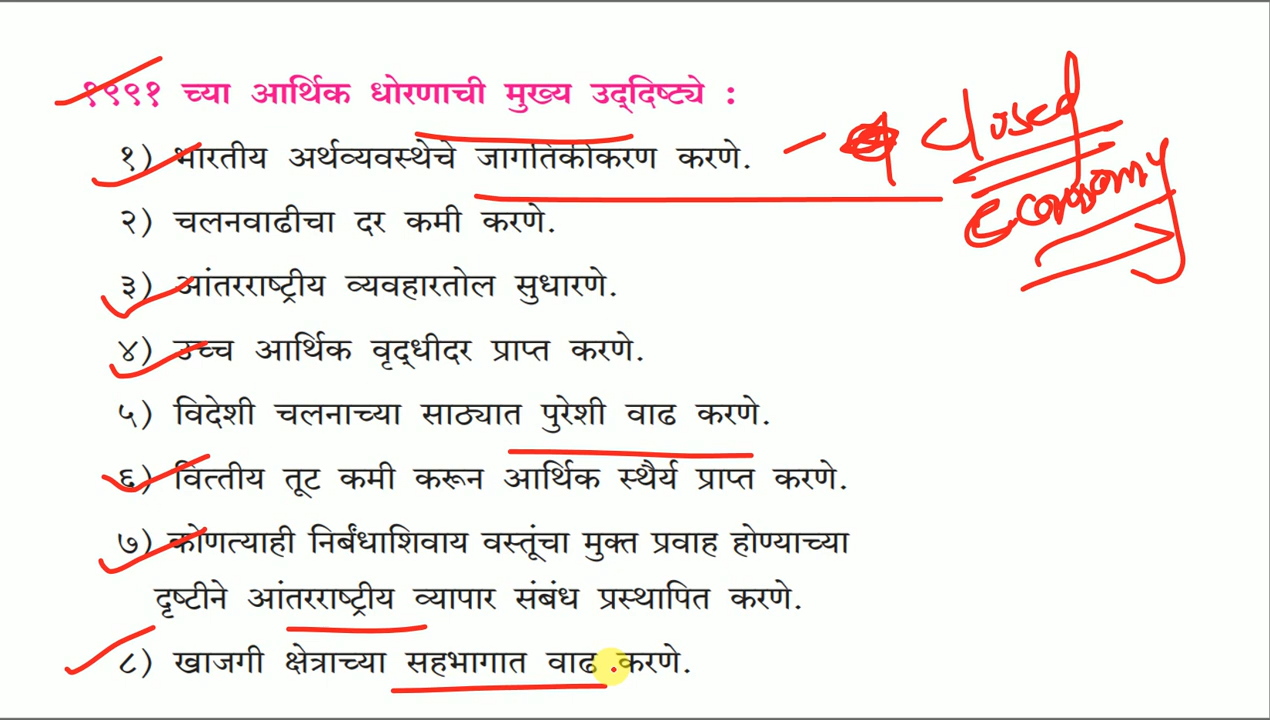 १९९१ च्या आर्थिक धोरणाची मुख्य उद्‌दिष्ट्ये :
१) भारतीय अर्थव्यवस्थेचे जागतिकीकरण करणे.
Closed
Economy
२) चलनवाढीचा दर कमी करणे.
३) आंतरराष्ट्रीय व्यवहारतोल सुधारणे.
४) उच्च आर्थिक वृद्‌धीदर प्राप्त करणे.
५) विदेशी चलनाच्या साठ्यात पुरेशी वाढ करणे.
६) वित्तीय तूट कमी करून आर्थिक स्थैर्य प्राप्त करणे.
७) कोणत्याही निर्बंधाशिवाय वस्तूंचा मुक्त प्रवाह होण्याच्या
दृष्टीने आंतरराष्ट्रीय व्यापार संबंध प्रस्थापित करणे.
८) खाजगी क्षेत्राच्या सहभागात वाढ करणे.